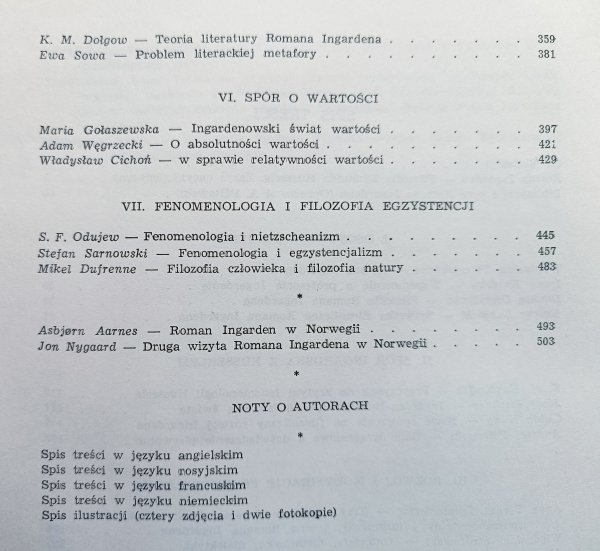 K. M. Dołgow — Teoria literatury Romana Ingardena . . . . . . . 359
Ewa Sowa — Problem literackiej metafory . . . . . . . . . . 381
VI. SPÓR O WARTOŚCI
Maria Gołaszewska — Ingardenowski świat wartości . . . . . . . 397
Adam Węgrzecki — O absolutności wartości . . . . . . . . . . 421
Władysław Cichoń — w sprawie relatywności wartości . . . . . . . 429
VII. FENOMENOLOGIA I FILOZOFIA EGZYSTENCJI
S. F. Odujew — Fenomenologia i nietzscheanizm . . . . . . . . . 445
Stefan Sarnowski — Fenomenologia i egzystencjalizm . . . . . . . 457
Mikel Dufrenne — Filozofia człowieka i filozofia natury . . . . . . 483
*
Asbjørn Aarnes — Roman Ingarden w Norwegii . . . . . . . . 493
Jon Nygaard — Druga wizyta Romana Ingardena w Norwegii . . . . . 503
*
NOTY O AUTORACH
*
Spis treści w języku angielskim
Spis treści w języku rosyjskim
Spis treści w języku francuskim
Spis treści w języku niemieckim
Spis ilustracji (cztery zdjęcia i dwie fotokopie)